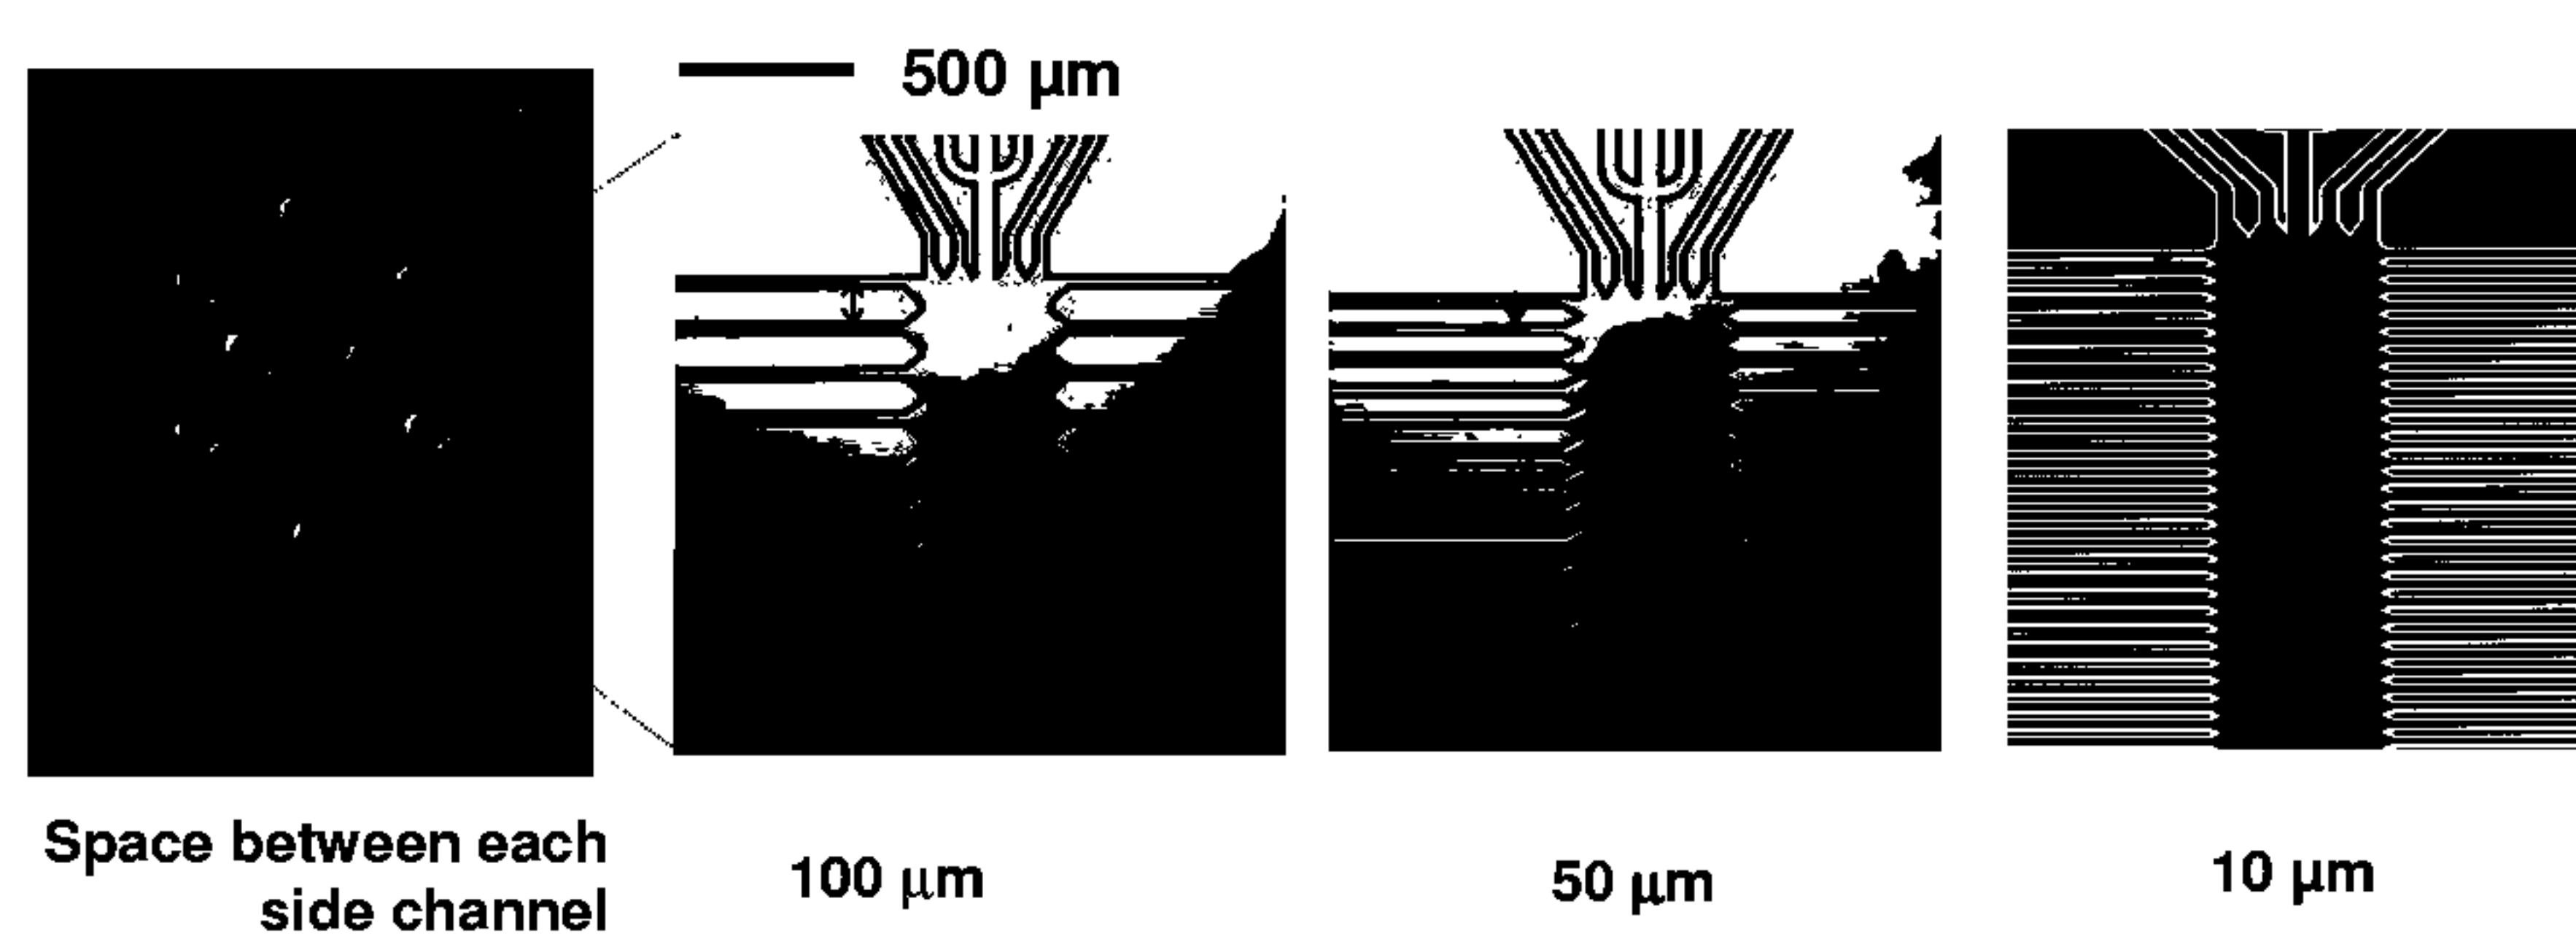 500 μm
Space between each
side channel
100 μm
50 μm
10 μm